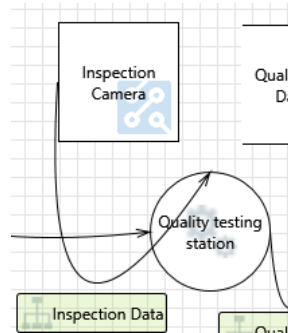 Inspection
Camera
Quality testing
station
Inspection Data